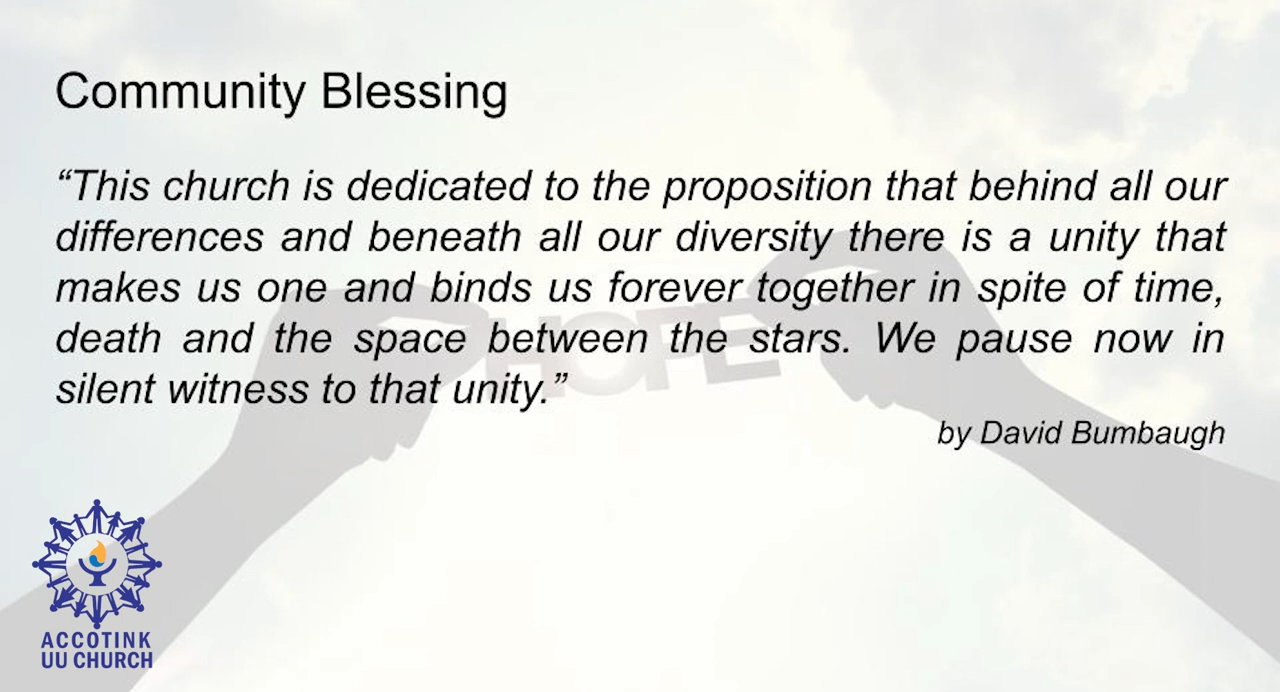 Community Blessing
“This church is dedicated to the proposition that behind all our
differences and beneath all our diversity there is a unity that
makes us one and binds us forever together in spite of time,
death and the space between the stars. We pause now in
silent witness to that unity.”
by David Bumbaugh
HOPE
ACCOTINK
UU CHURCH